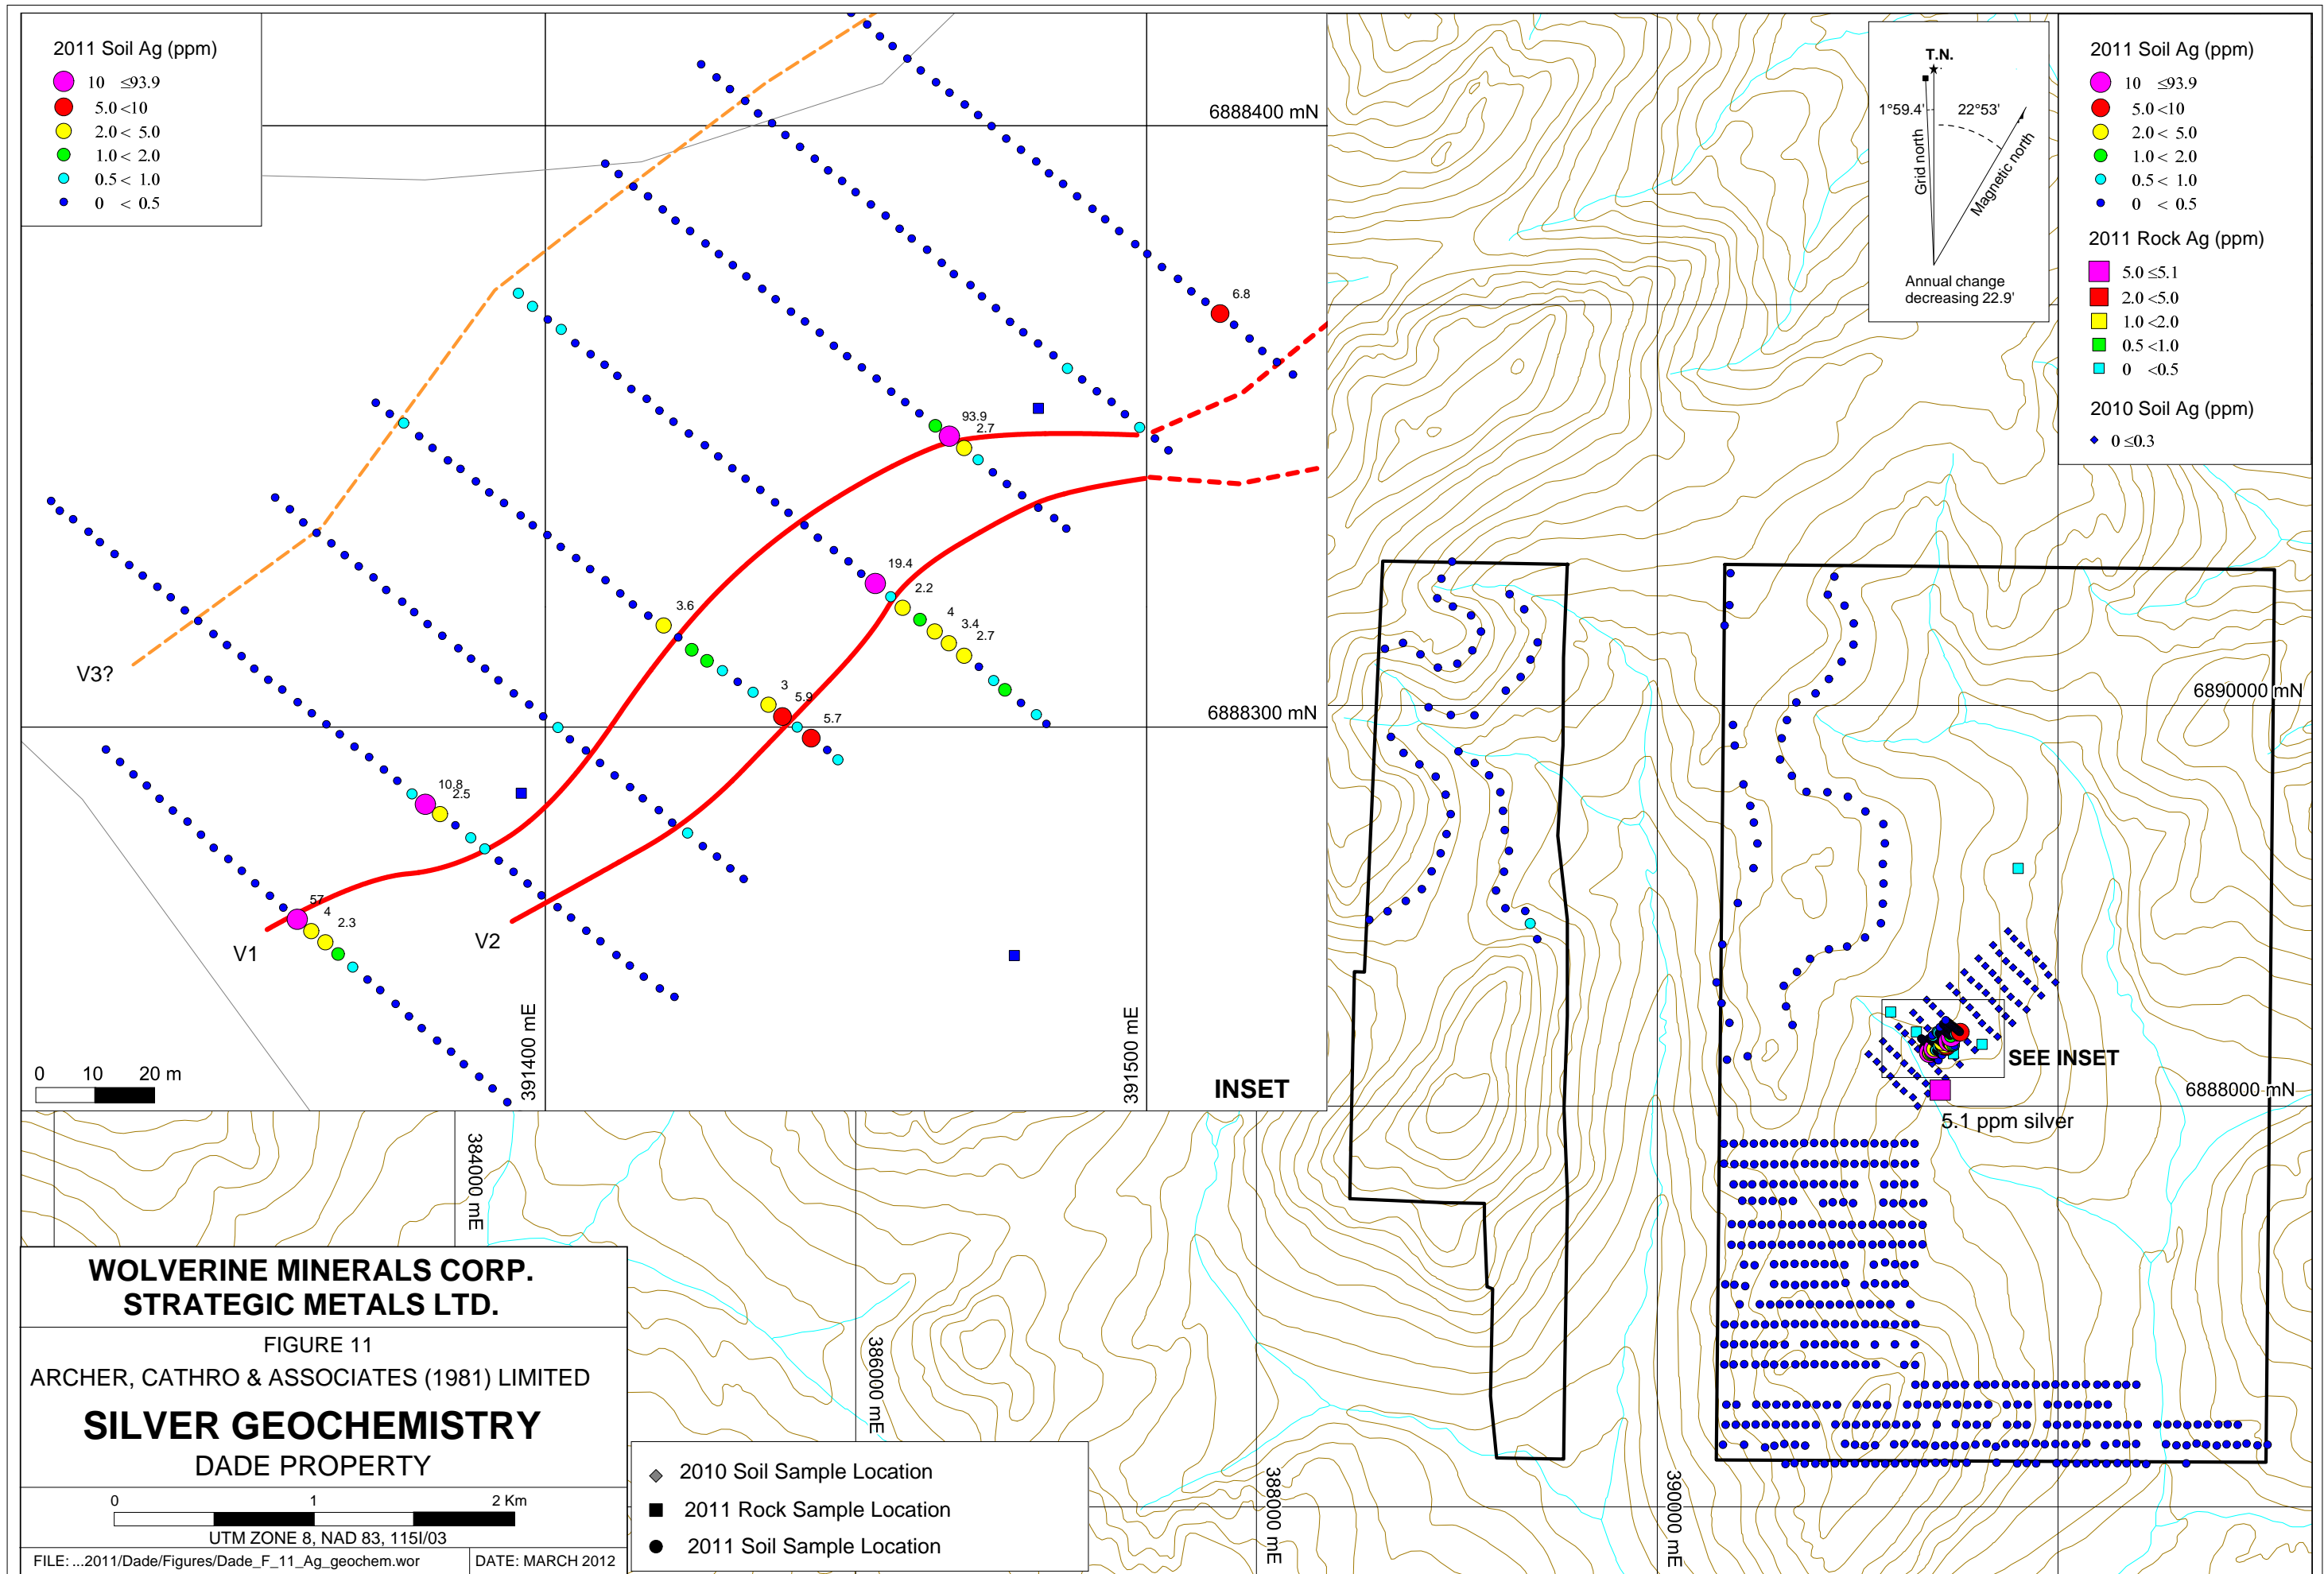 2011 Soil Ag (ppm)
10 ≤93.9
5.0 <10
2.0 < 5.0
1.0 < 2.0
0.5 < 1.0
0 < 0.5
6888400 mN
6.8
93.9
2.7
19.4
2.2
4
3.4
2.7
3.6
3
5.9
5.7
V3?
6888300 mN
10.8
2.5
57
4
2.3
V1
V2
391400 mE
391500 mE
0 10 20 m
INSET
T.N.
1°59.4'
22°53'
Grid north
Magnetic north
Annual change
decreasing 22.9'
2011 Soil Ag (ppm)
10 ≤93.9
5.0 <10
2.0 < 5.0
1.0 < 2.0
0.5 < 1.0
0 < 0.5
2011 Rock Ag (ppm)
5.0 ≤5.1
2.0 <5.0
1.0 <2.0
0.5 <1.0
0 <0.5
2010 Soil Ag (ppm)
0 ≤0.3
6890000 mN
SEE INSET
6888000 mN
5.1 ppm silver
384000 mE
386000 mE
388000 mE
390000 mE
WOLVERINE MINERALS CORP.
STRATEGIC METALS LTD.
FIGURE 11
ARCHER, CATHRO & ASSOCIATES (1981) LIMITED
SILVER GEOCHEMISTRY
DADE PROPERTY
0 1 2 Km
UTM ZONE 8, NAD 83, 115I/03
FILE: ...2011/Dade/Figures/Dade_F_11_Ag_geochem.wor
DATE: MARCH 2012
2010 Soil Sample Location
2011 Rock Sample Location
2011 Soil Sample Location